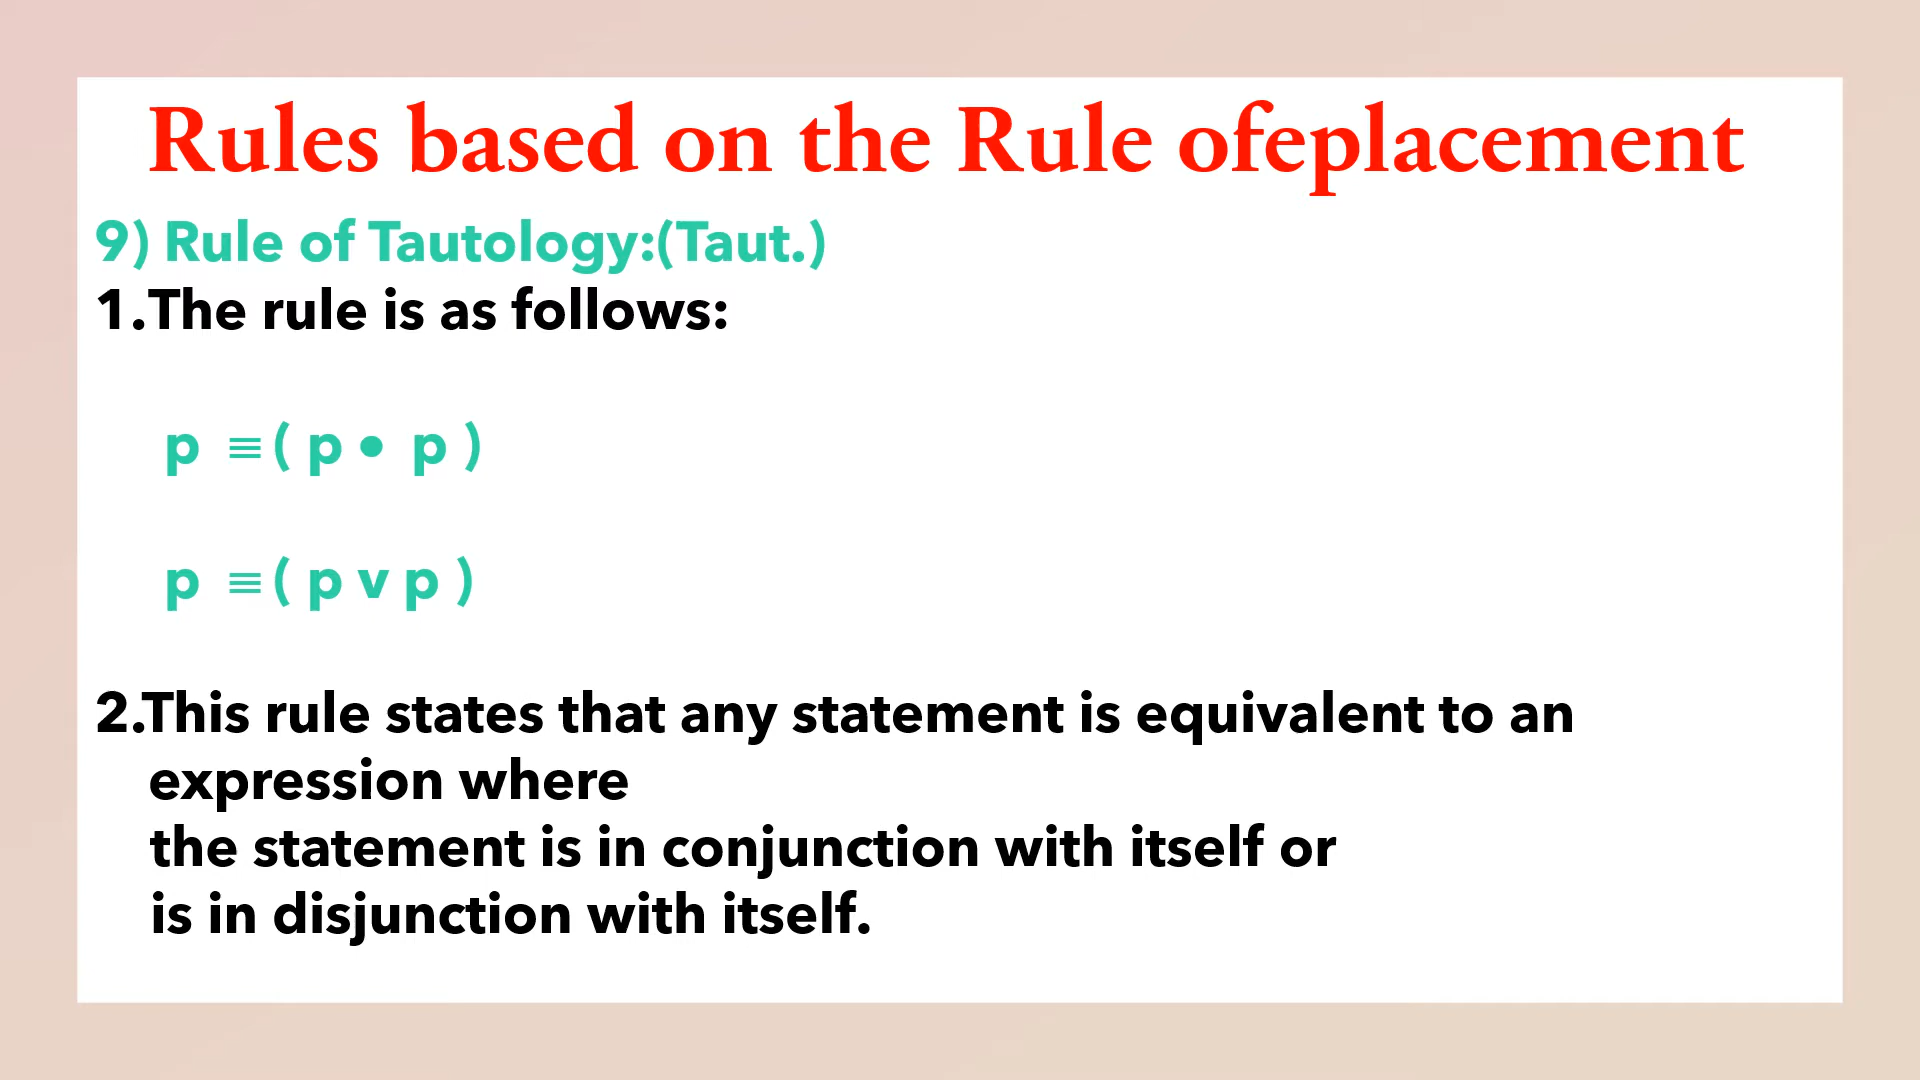 Rules based on the Rule ofeplacement
9) Rule of Tautology:(Taut.)
1.The rule is as follows:
p ≡ ( p • p )
p ≡ ( p v p )
2.This rule states that any statement is equivalent to an
expression where
the statement is in conjunction with itself or
is in disjunction with itself.